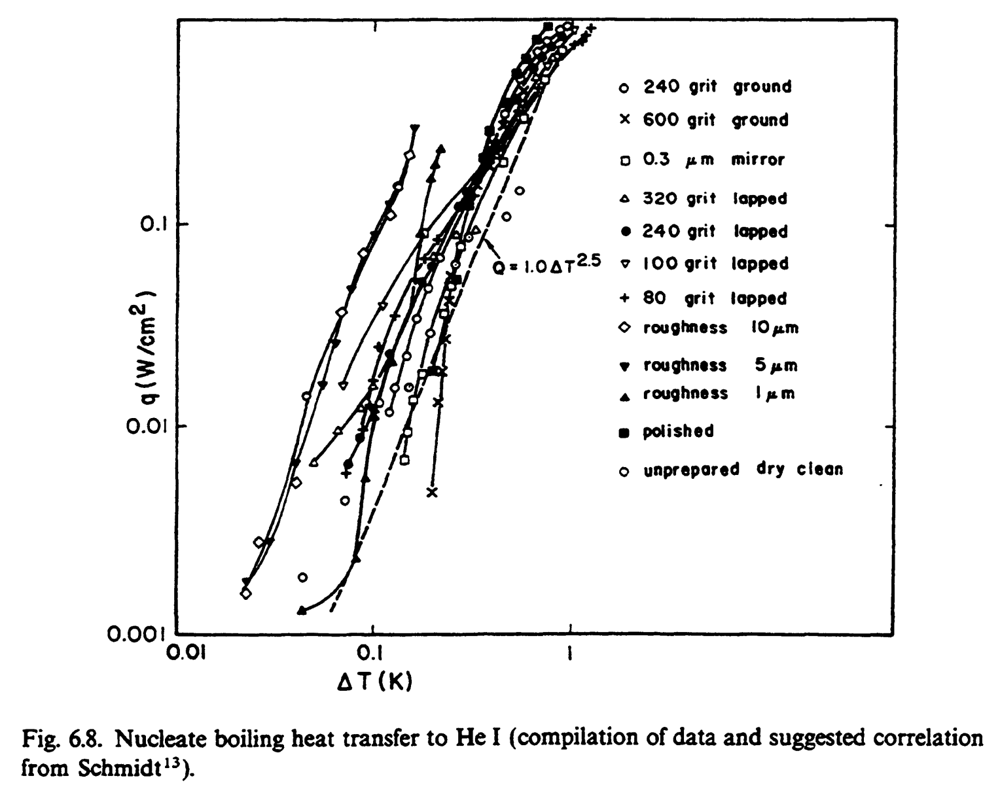 240 grit ground
600 grit ground
0.3 μm mirror
320 grit lapped
240 grit lapped
100 grit lapped
80 grit lapped
roughness 10 μm
roughness 5 μm
roughness 1 μm
polished
unprepared dry clean
Q = 1.0 ΔT^2.5
q (W/cm²)
0.1
0.01
0.001
0.01 0.1 1
ΔT (K)
Fig. 6.8. Nucleate boiling heat transfer to He I (compilation of data and suggested correlation
from Schmidt¹³).